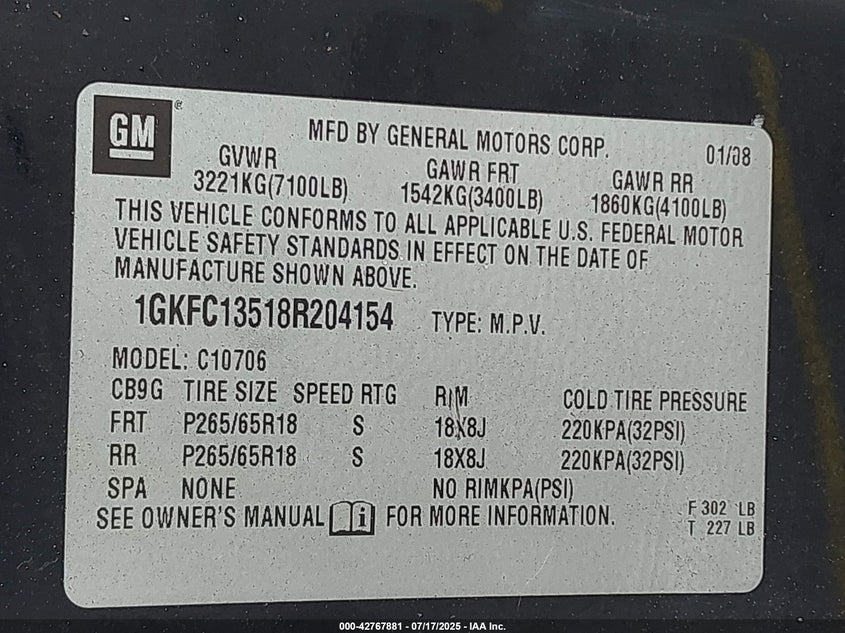 GM ®
MFD BY GENERAL MOTORS CORP. 01/08
GVWR GAWR FRT GAWR RR
3221KG(7100LB) 1542KG(3400LB) 1860KG(4100LB)
THIS VEHICLE CONFORMS TO ALL APPLICABLE U.S. FEDERAL MOTOR
VEHICLE SAFETY STANDARDS IN EFFECT ON THE DATE OF
MANUFACTURE SHOWN ABOVE.
1GKFC13518R204154 TYPE: M.P.V.
MODEL: C10706
CB9G TIRE SIZE SPEED RTG RIM COLD TIRE PRESSURE
FRT P265/65R18 S 18X8J 220KPA(32PSI)
RR P265/65R18 S 18X8J 220KPA(32PSI)
SPA NONE NO RIMKPA(PSI)
SEE OWNER'S MANUAL i FOR MORE INFORMATION.
F 302 LB
T 227 LB
000-42767881 - 07/17/2025 - IAA Inc.